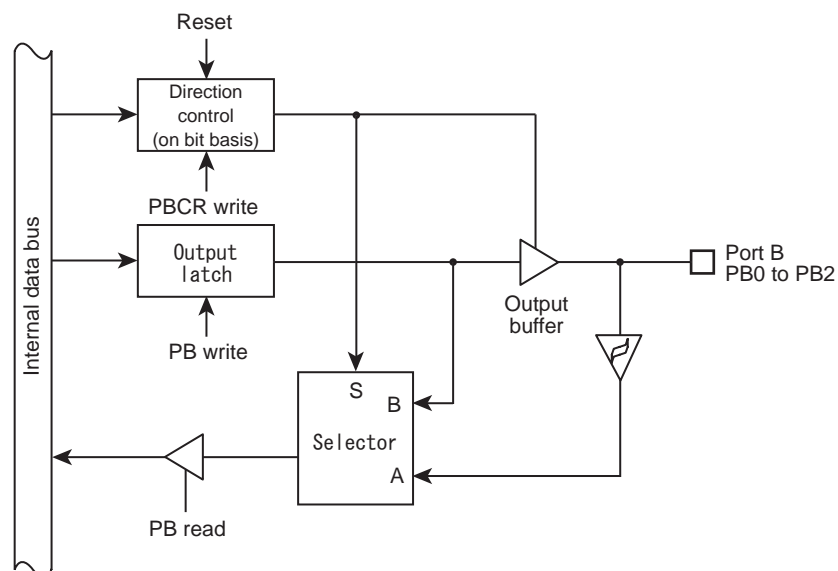 Reset
Direction
control
(on bit basis)
PBCR write
Internal data bus
Output
latch
PB write
Output
buffer
Port B
PB0 to PB2
S
B
Selector
A
PB read